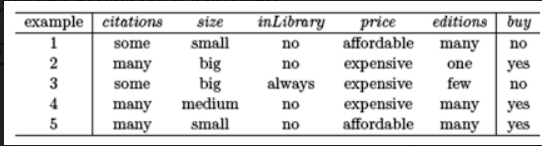 example citations size inLibrary price editions buy
1 some small no affordable many no
2 many big no expensive one yes
3 some big always expensive few no
4 many medium no expensive many yes
5 many small no affordable many yes